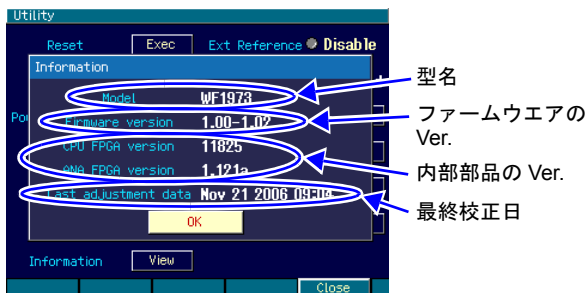 Utility
Reset Exec Ext Reference Disable
Information
Model WF1973
Firmware version 1.00-1.02
CPU FPGA version 11825
ANA FPGA version 1.121a
Last adjustment data Nov 21 2006 09:04
OK
Information View
Close
型名
ファームウエアの
Ver.
内部部品の Ver.
最終校正日